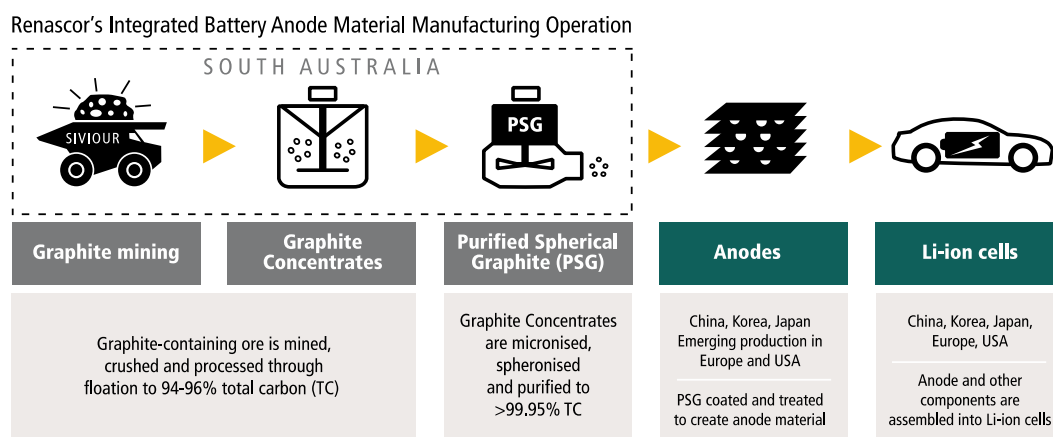 Renascor's Integrated Battery Anode Material Manufacturing Operation
SOUTH AUSTRALIA
SIVIOUR
PSG
Graphite mining
Graphite
Concentrates
Purified Spherical
Graphite (PSG)
Anodes
Li-ion cells
Graphite-containing ore is mined,
crushed and processed through
floation to 94-96% total carbon (TC)
Graphite Concentrates
are micronised,
spheronised
and purified to
>99.95% TC
China, Korea, Japan
Emerging production in
Europe and USA
PSG coated and treated
to create anode material
China, Korea, Japan,
Europe, USA
Anode and other
components are
assembled into Li-ion cells